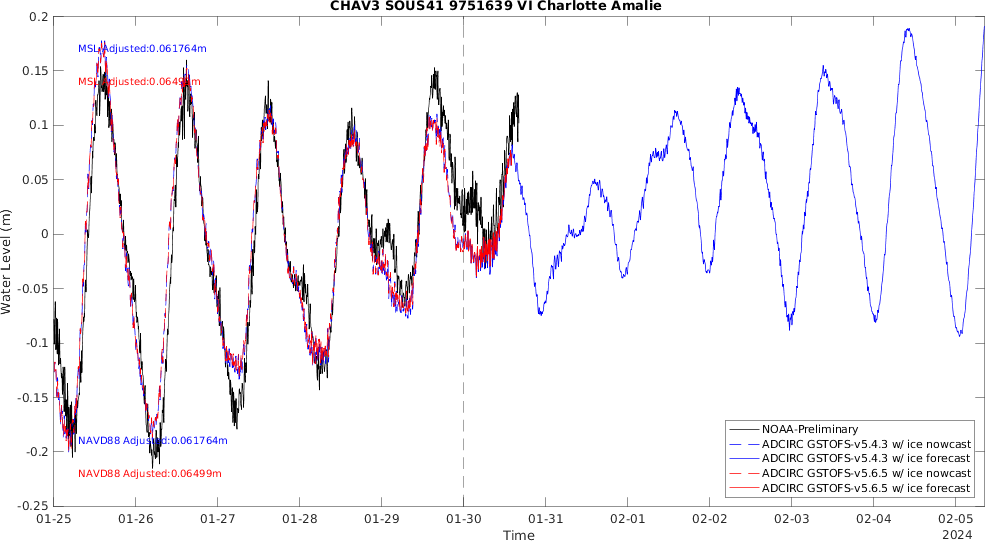 CHAV3 SOUS41 9751639 VI Charlotte Amalie
0.2
0.15
0.1
0.05
0
-0.05
-0.1
-0.15
-0.2
-0.25
Water Level (m)
MSL Adjusted:0.061764m
MSL Adjusted:0.06499m
NAVD88 Adjusted:0.061764m
NAVD88 Adjusted:0.06499m
NOAA-Preliminary
ADCIRC GSTOFS-v5.4.3 w/ ice nowcast
ADCIRC GSTOFS-v5.4.3 w/ ice forecast
ADCIRC GSTOFS-v5.6.5 w/ ice nowcast
ADCIRC GSTOFS-v5.6.5 w/ ice forecast
01-25 01-26 01-27 01-28 01-29 01-30 01-31 02-01 02-02 02-03 02-04 02-05
Time
2024